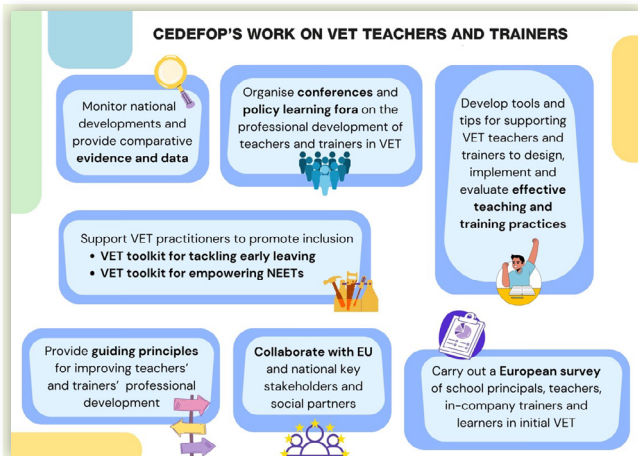 CEDEFOP'S WORK ON VET TEACHERS AND TRAINERS
Monitor national
developments and
provide comparative
evidence and data
Organise conferences and
policy learning fora on the
professional development of
teachers and trainers in VET
Develop tools and
tips for supporting
VET teachers and
trainers to design,
implement and
evaluate effective
teaching and
training practices
Support VET practitioners to promote inclusion
• VET toolkit for tackling early leaving
• VET toolkit for empowering NEETs
Provide guiding principles
for improving teachers'
and trainers' professional
development
Collaborate with EU
and national key
stakeholders and
social partners
Carry out a European survey
of school principals, teachers,
in-company trainers and
learners in initial VET